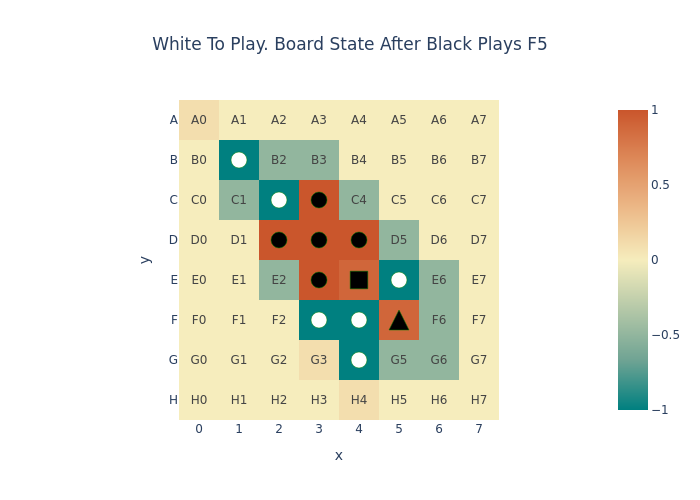 White To Play. Board State After Black Plays F5
A A0 A1 A2 A3 A4 A5 A6 A7
B B0 B2 B3 B4 B5 B6 B7
C C0 C1 C4 C5 C6 C7
D D0 D1 D5 D6 D7
E E0 E1 E2 E6 E7
F F0 F1 F2 F6 F7
G G0 G1 G2 G3 G5 G6 G7
H H0 H1 H2 H3 H4 H5 H6 H7
0 1 2 3 4 5 6 7
x
y
1
0.5
0
−0.5
−1